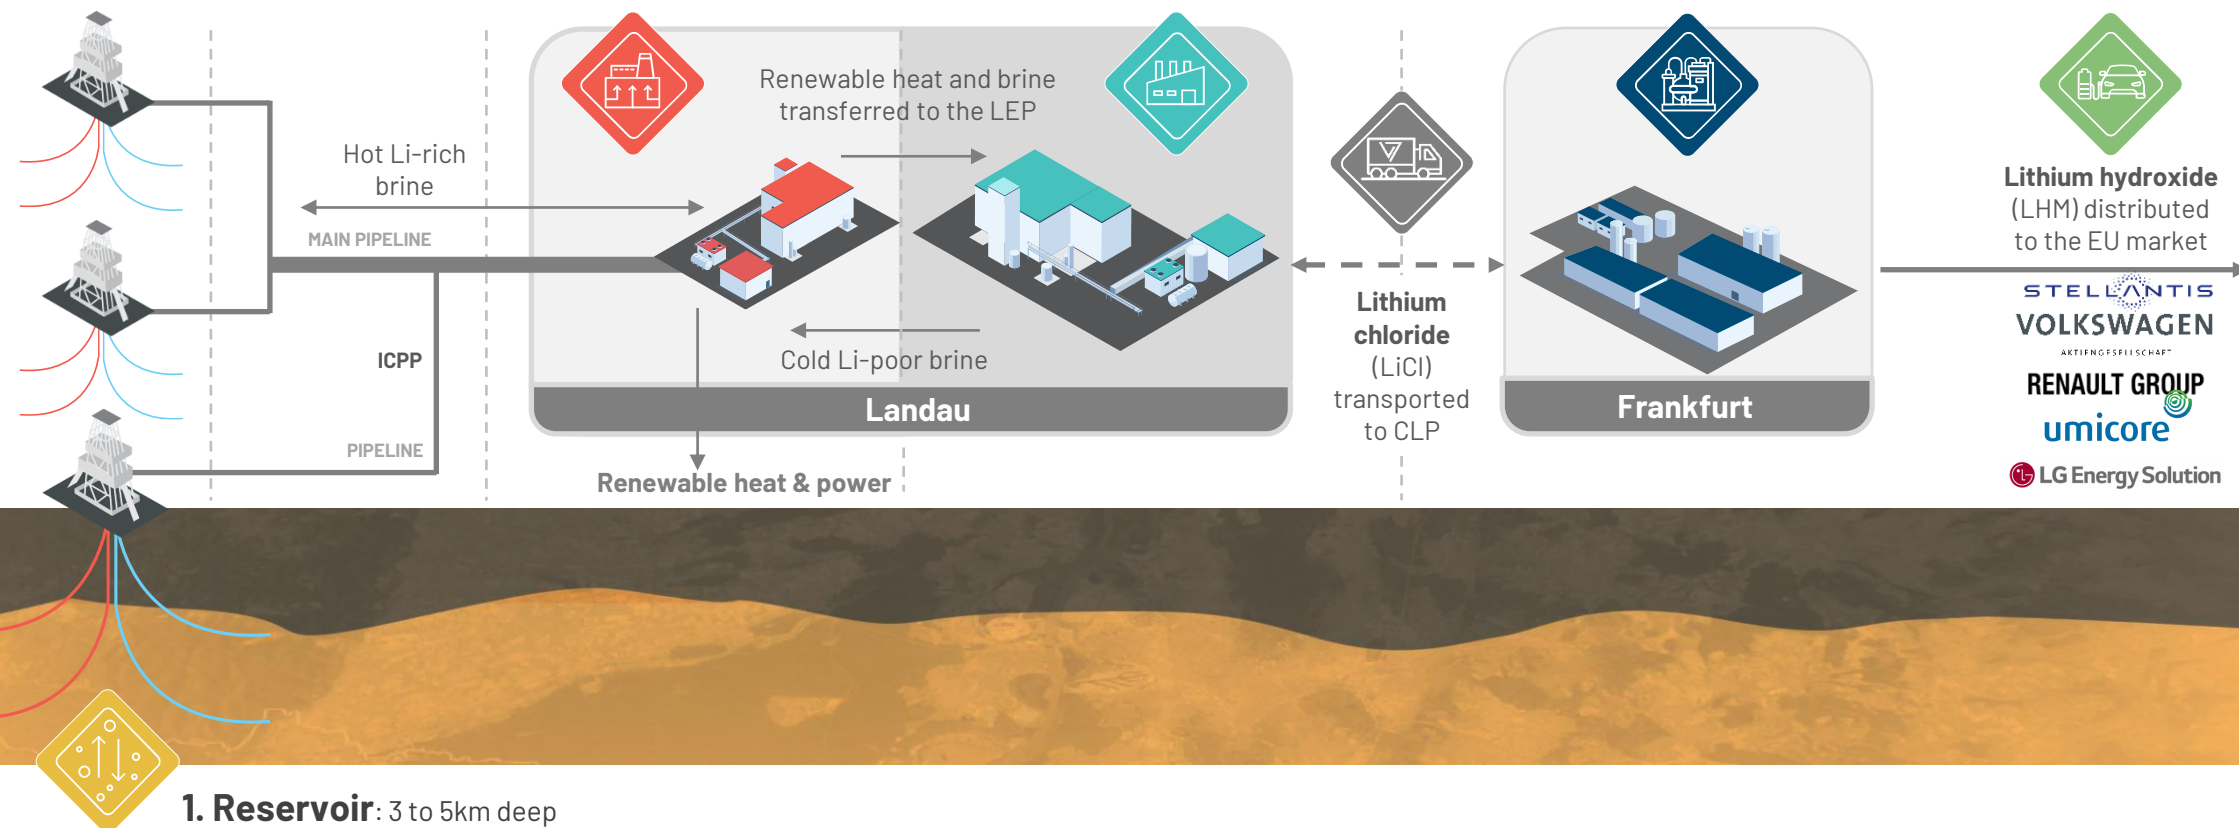 Renewable heat and brine
transferred to the LEP
Hot Li-rich
brine
MAIN PIPELINE
ICPP
PIPELINE
Cold Li-poor brine
Landau
Renewable heat & power
Lithium
chloride
(LiCl)
transported
to CLP
Frankfurt
Lithium hydroxide
(LHM) distributed
to the EU market
STELLANTIS
VOLKSWAGEN
AKTIENGESELLSCHAFT
RENAULT GROUP
umicore
LG Energy Solution
1. Reservoir: 3 to 5km deep